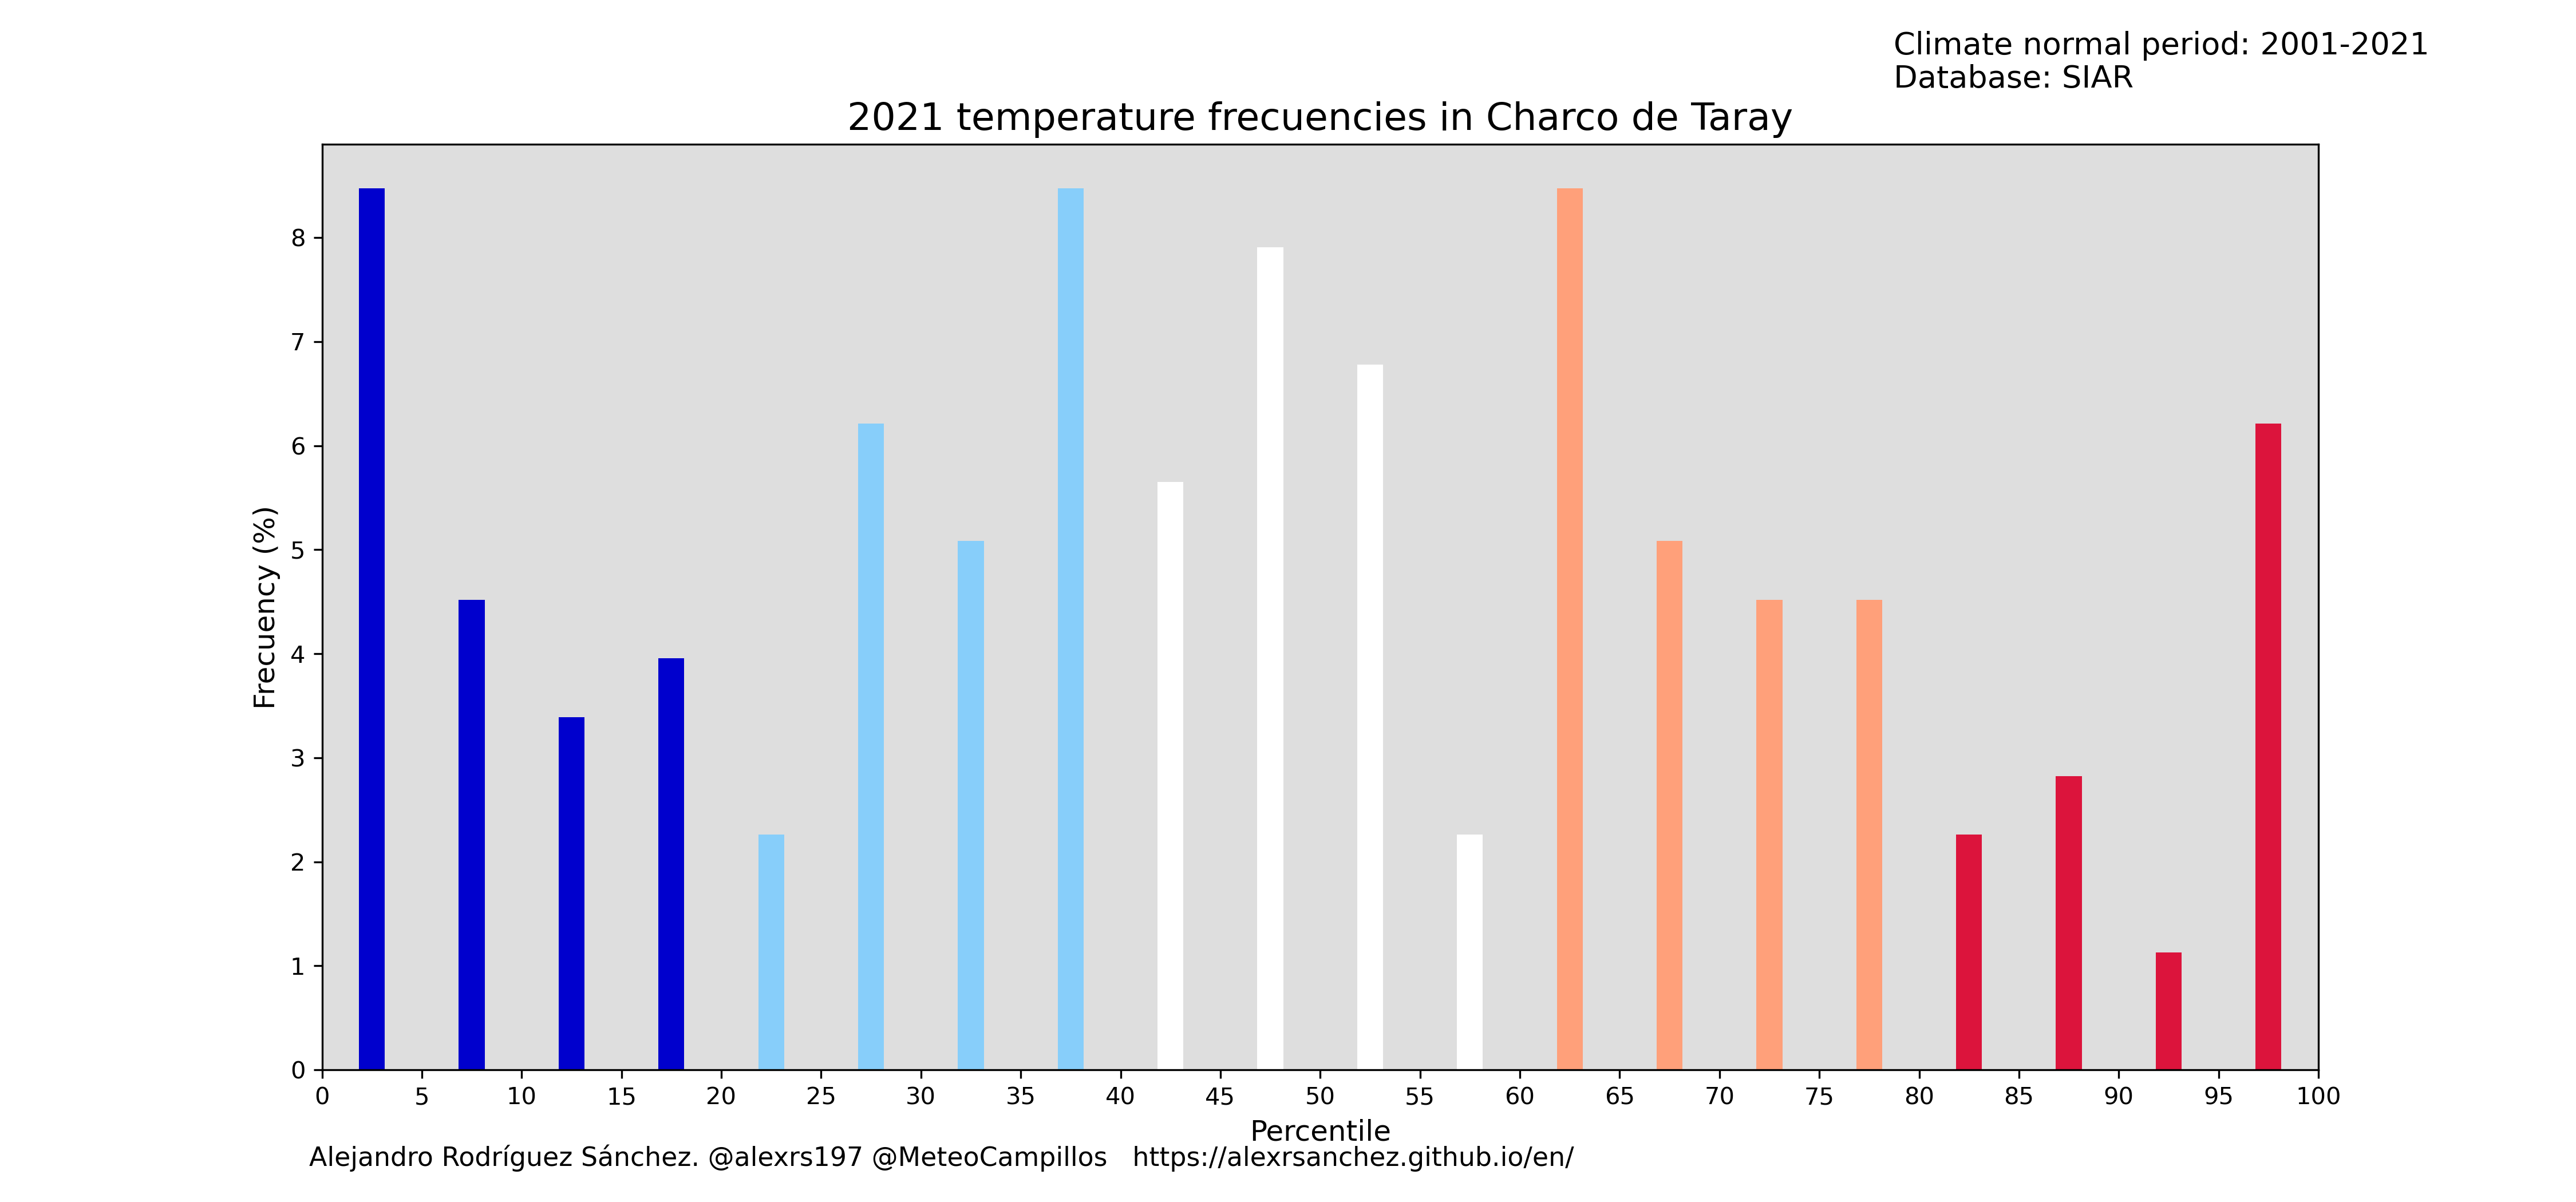 Climate normal period: 2001-2021
Database: SIAR
2021 temperature frecuencies in Charco de Taray
Frecuency (%)
8
7
6
5
4
3
2
1
0
0 5 10 15 20 25 30 35 40 45 50 55 60 65 70 75 80 85 90 95 100
Percentile
Alejandro Rodríguez Sánchez. @alexrs197 @MeteoCampillos https://alexrsanchez.github.io/en/